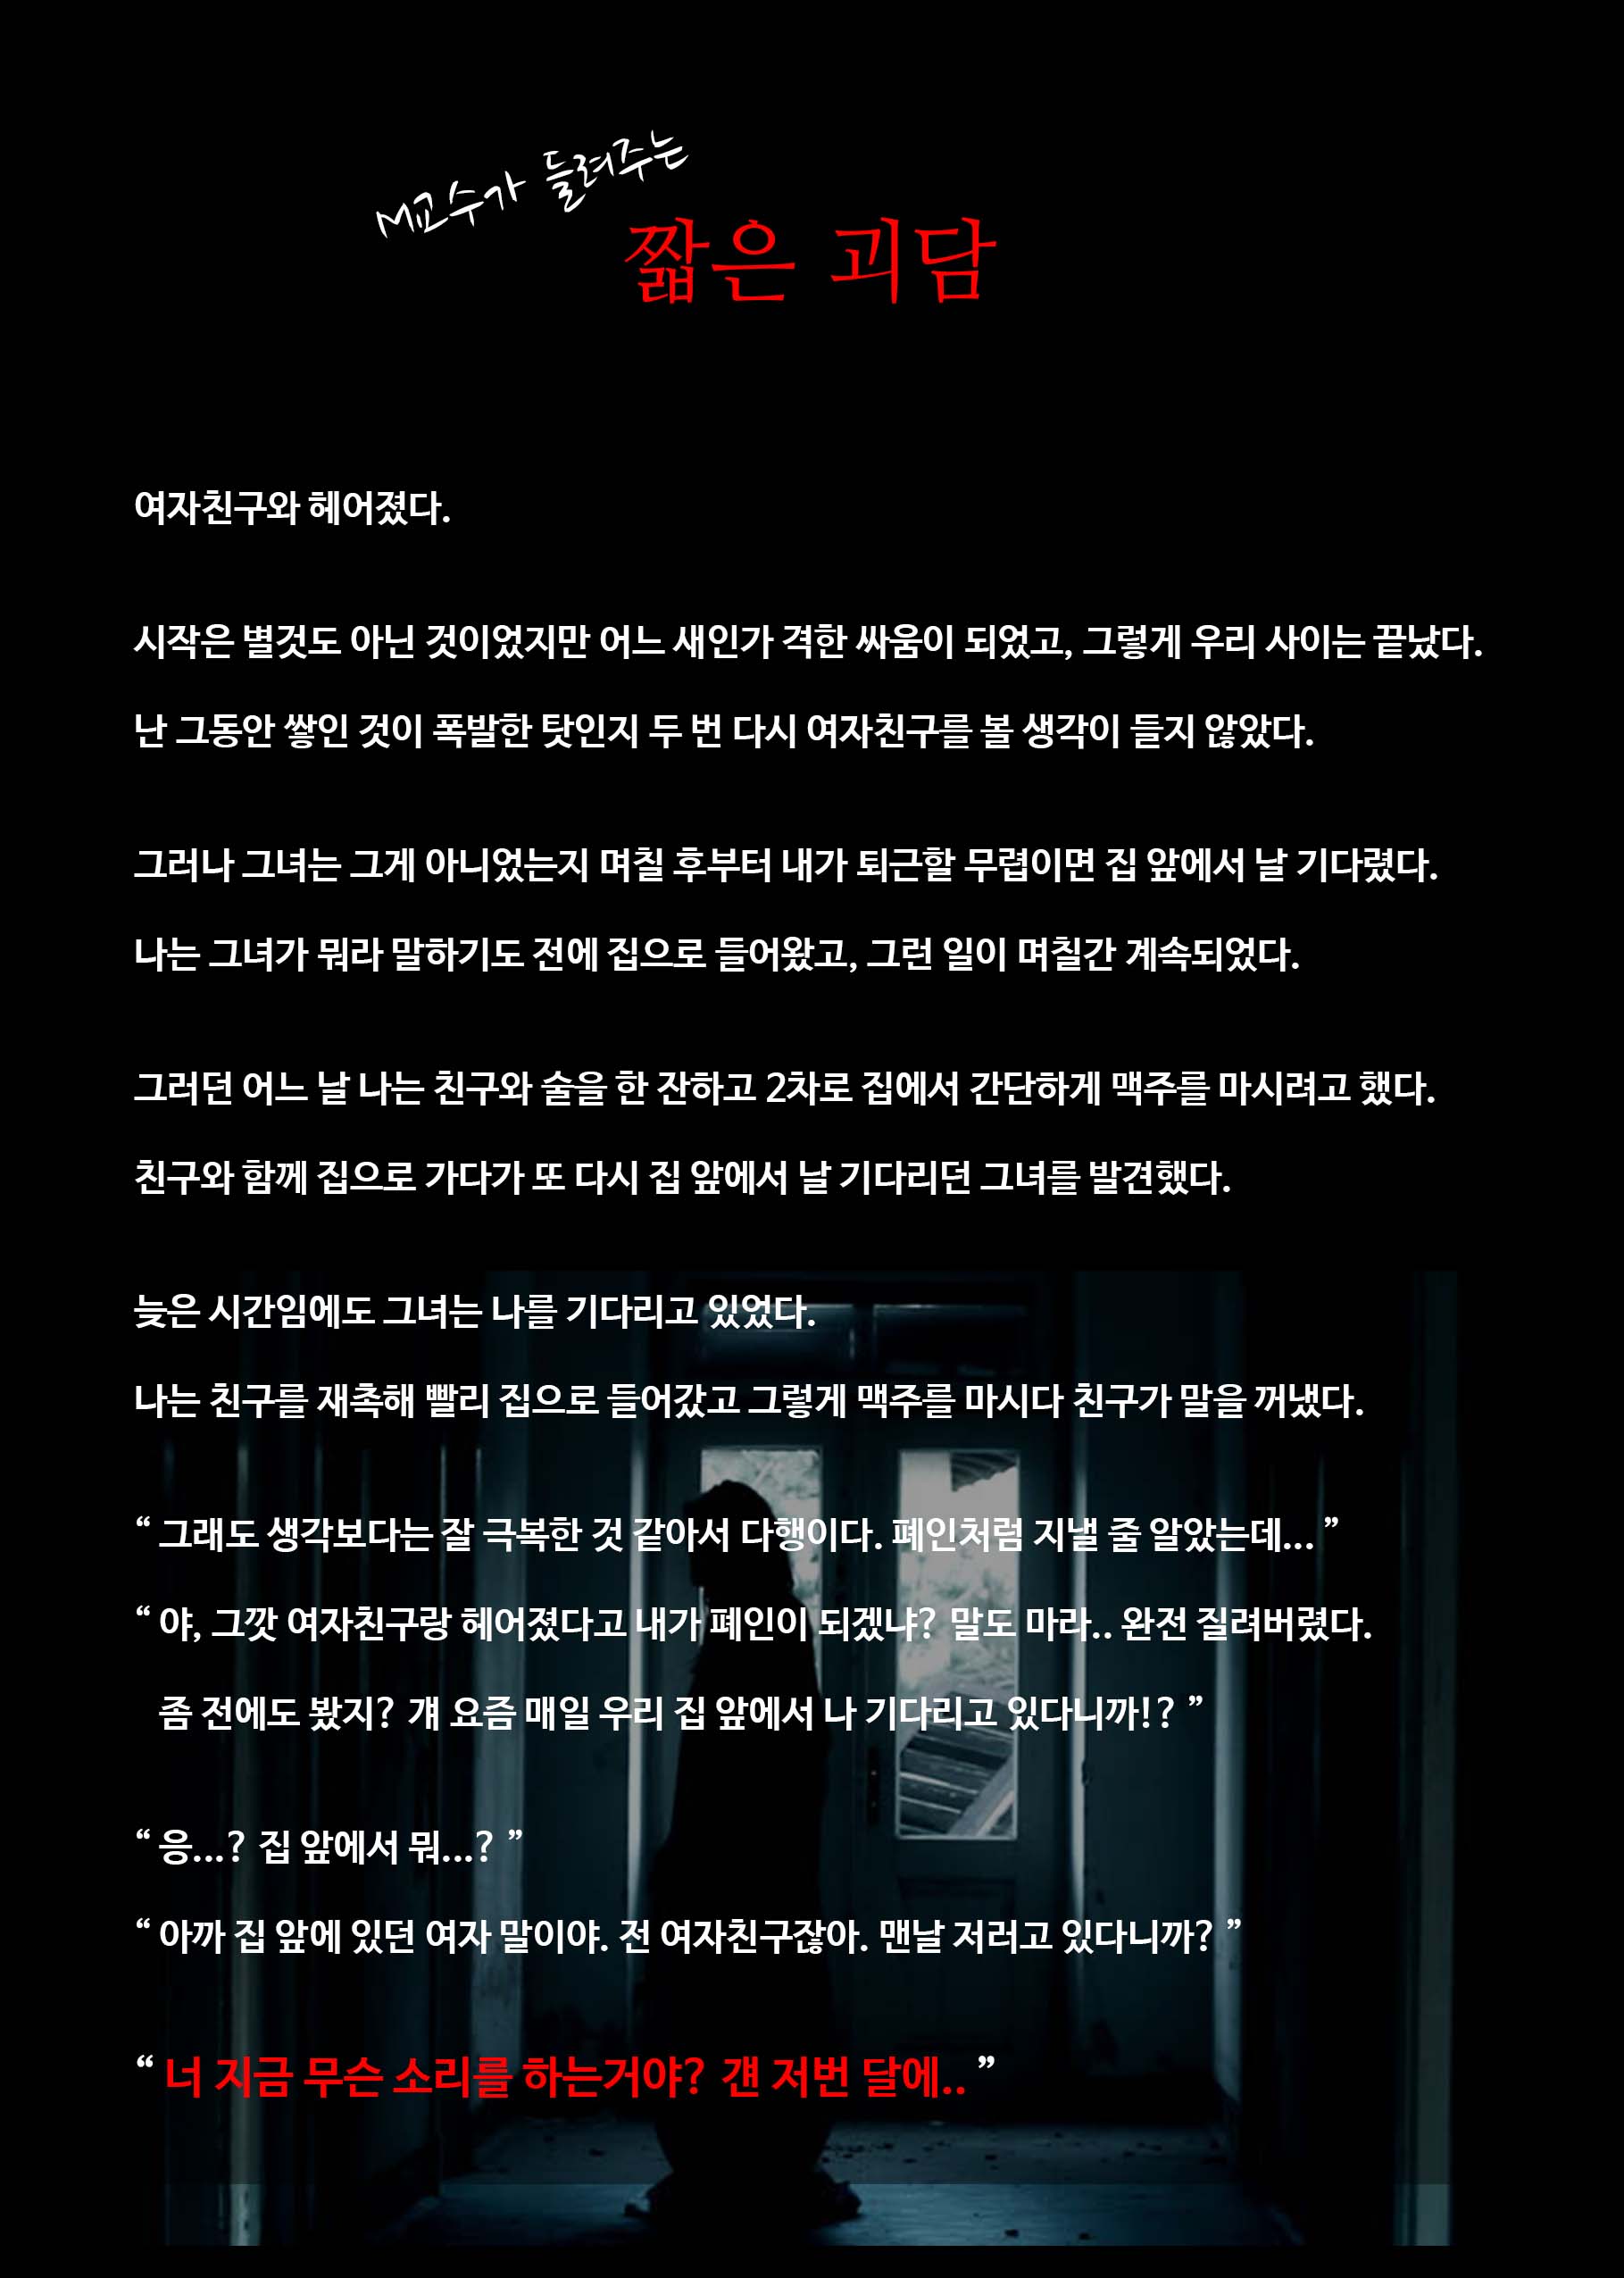 M교수가 들려주는
짧은 괴담
여자친구와 헤어졌다.
시작은 별것도 아닌 것이었지만 어느 새인가 격한 싸움이 되었고, 그렇게 우리 사이는 끝났다.
난 그동안 쌓인 것이 폭발한 탓인지 두 번 다시 여자친구를 볼 생각이 들지 않았다.
그러나 그녀는 그게 아니었는지 며칠 후부터 내가 퇴근할 무렵이면 집 앞에서 날 기다렸다.
나는 그녀가 뭐라 말하기도 전에 집으로 들어왔고, 그런 일이 며칠간 계속되었다.
그러던 어느 날 나는 친구와 술을 한 잔하고 2차로 집에서 간단하게 맥주를 마시려고 했다.
친구와 함께 집으로 가다가 또 다시 집 앞에서 날 기다리던 그녀를 발견했다.
늦은 시간임에도 그녀는 나를 기다리고 있었다.
나는 친구를 재촉해 빨리 집으로 들어갔고 그렇게 맥주를 마시다 친구가 말을 꺼냈다.
“ 그래도 생각보다는 잘 극복한 것 같아서 다행이다. 폐인처럼 지낼 줄 알았는데... ”
“ 야, 그깟 여자친구랑 헤어졌다고 내가 폐인이 되겠냐? 말도 마라.. 완전 질려버렸다.
좀 전에도 봤지? 걔 요즘 매일 우리 집 앞에서 나 기다리고 있다니까!? ”
“ 응...? 집 앞에서 뭐...? ”
“ 아까 집 앞에 있던 여자 말이야. 전 여자친구잖아. 맨날 저러고 있다니까? ”
“ 너 지금 무슨 소리를 하는거야? 걘 저번 달에.. ”